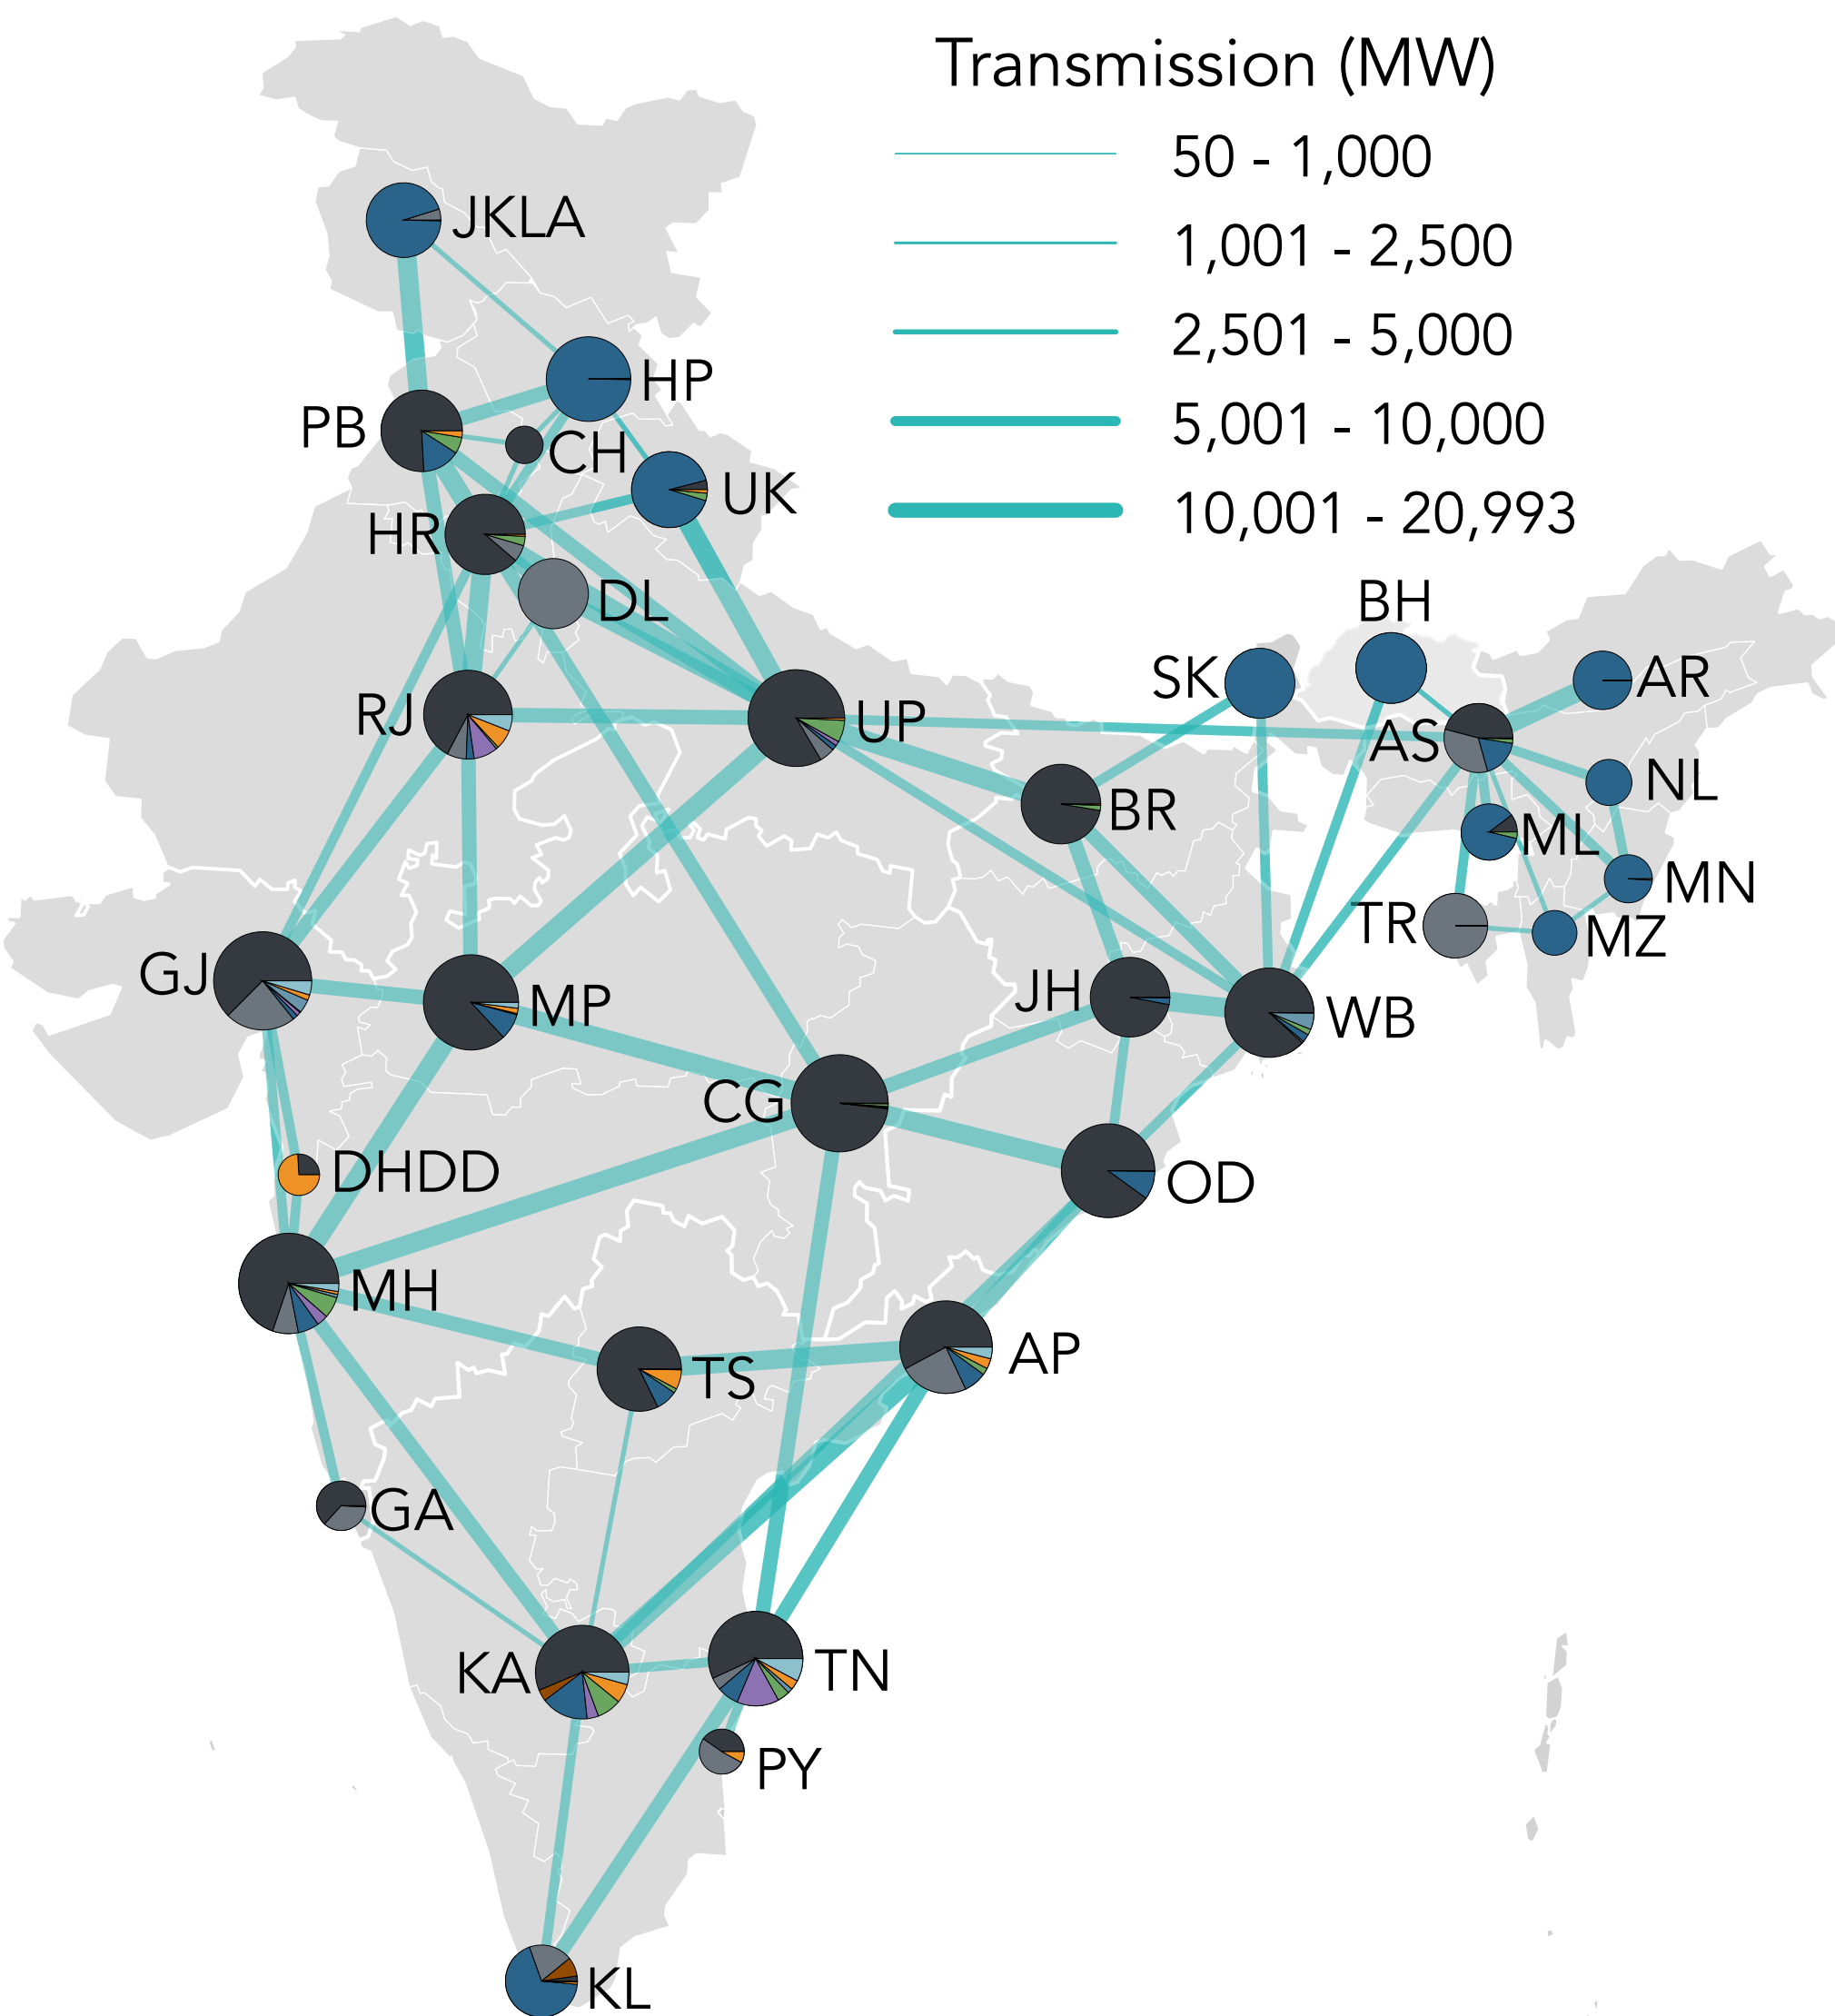 Transmission (MW)
50 - 1,000
1,001 - 2,500
2,501 - 5,000
5,001 - 10,000
10,001 - 20,993
JKLA
HP
PB
CH
UK
HR
DL
BH
SK
AR
RJ
UP
AS
NL
BR
ML
MN
TR
MZ
GJ
MP
JH
WB
CG
DHDD
OD
MH
AP
TS
GA
KA
TN
PY
KL